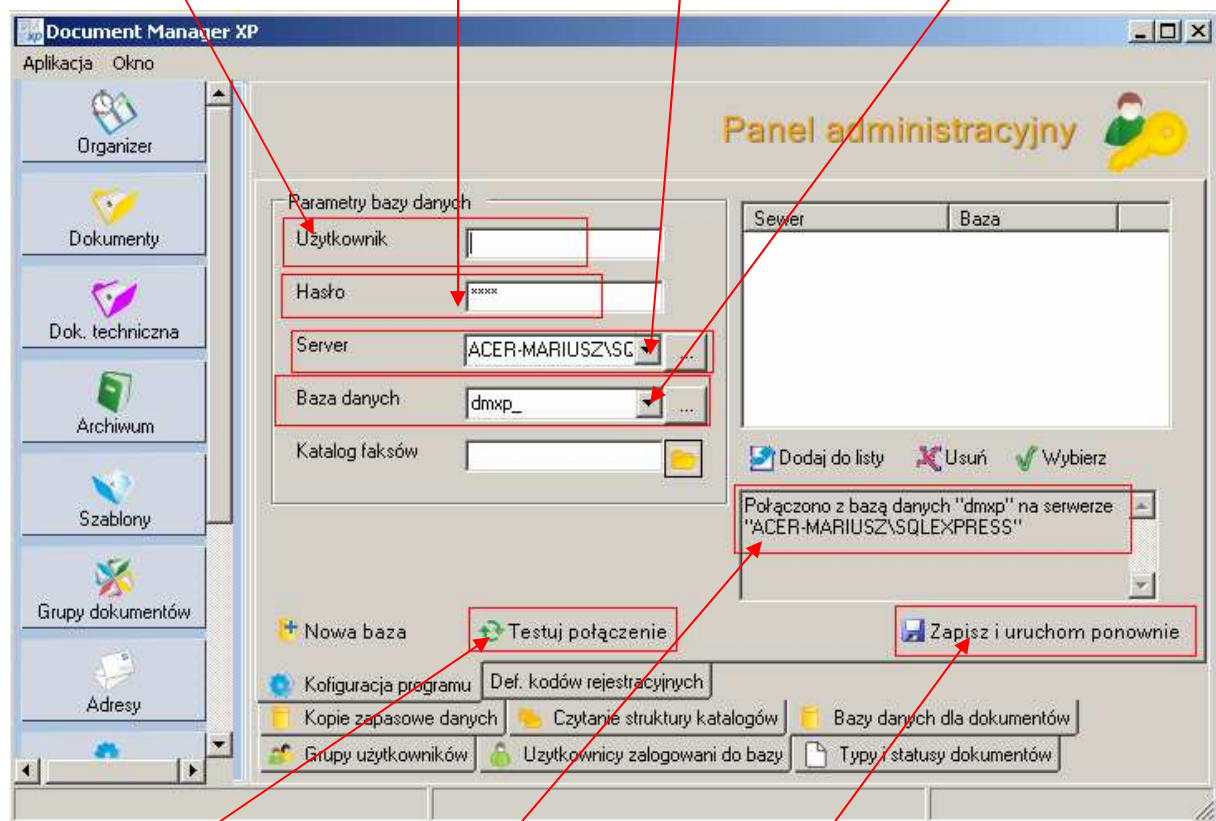 Document Manager XP
Aplikacja Okno
Organizer
Dokumenty
Dok. techniczna
Archiwum
Szablony
Grupy dokumentów
Adresy
Panel administracyjny
Parametry bazy danych
Użytkownik
Hasło ****
Server ACER-MARIUSZ\SQ ...
Baza danych dmxp_ ...
Katalog faksów
Sewer Baza
Dodaj do listy Usuń Wybierz
Połączono z bazą danych "dmxp" na serwerze
"ACER-MARIUSZ\SQLEXPRESS"
Nowa baza Testuj połączenie Zapisz i uruchom ponownie
Kofiguracja programu Def. kodów rejestracyjnych
Kopie zapasowe danych Czytanie struktury katalogów Bazy danych dla dokumentów
Grupy użytkowników Uzytkownicy zalogowani do bazy Typy i statusy dokumentów